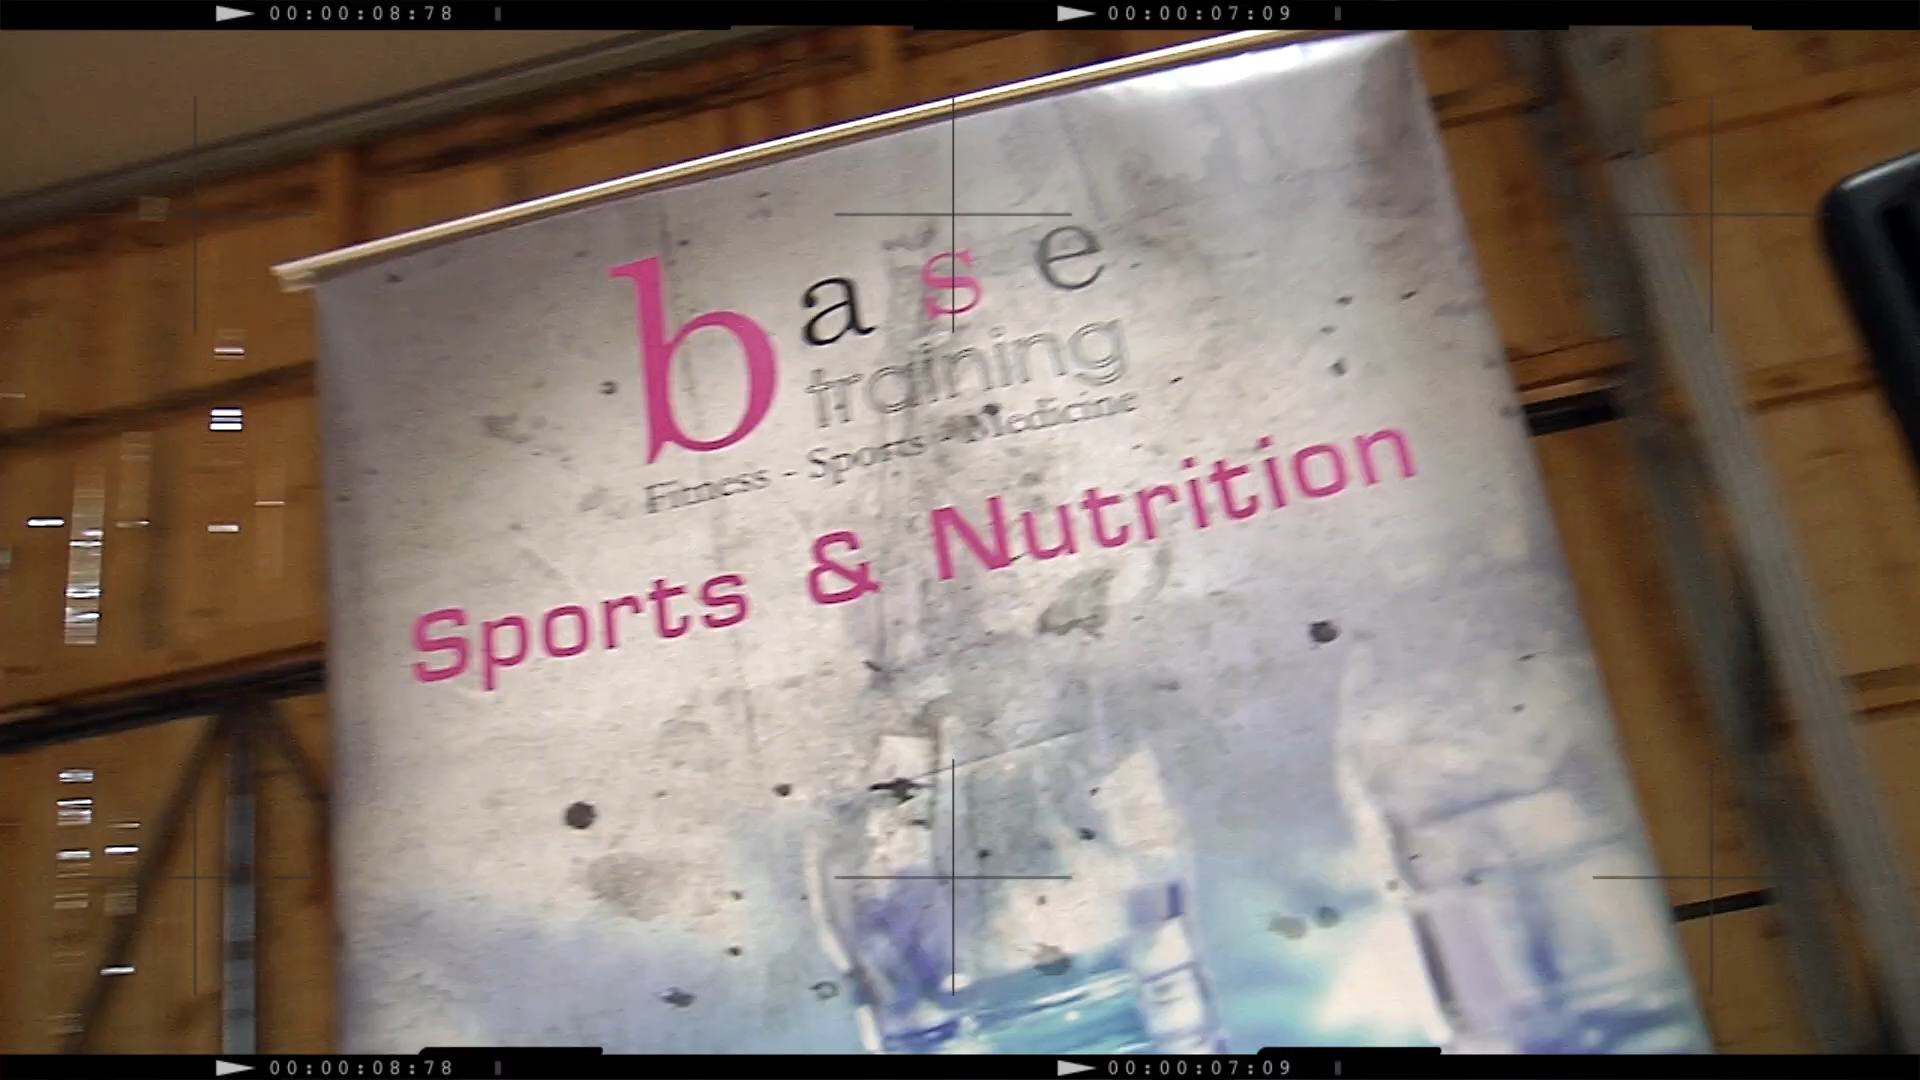 00:00:08:78 00:00:07:09
base
training
Fitness - Sports - Medicine
Sports & Nutrition
00:00:08:78 00:00:07:09